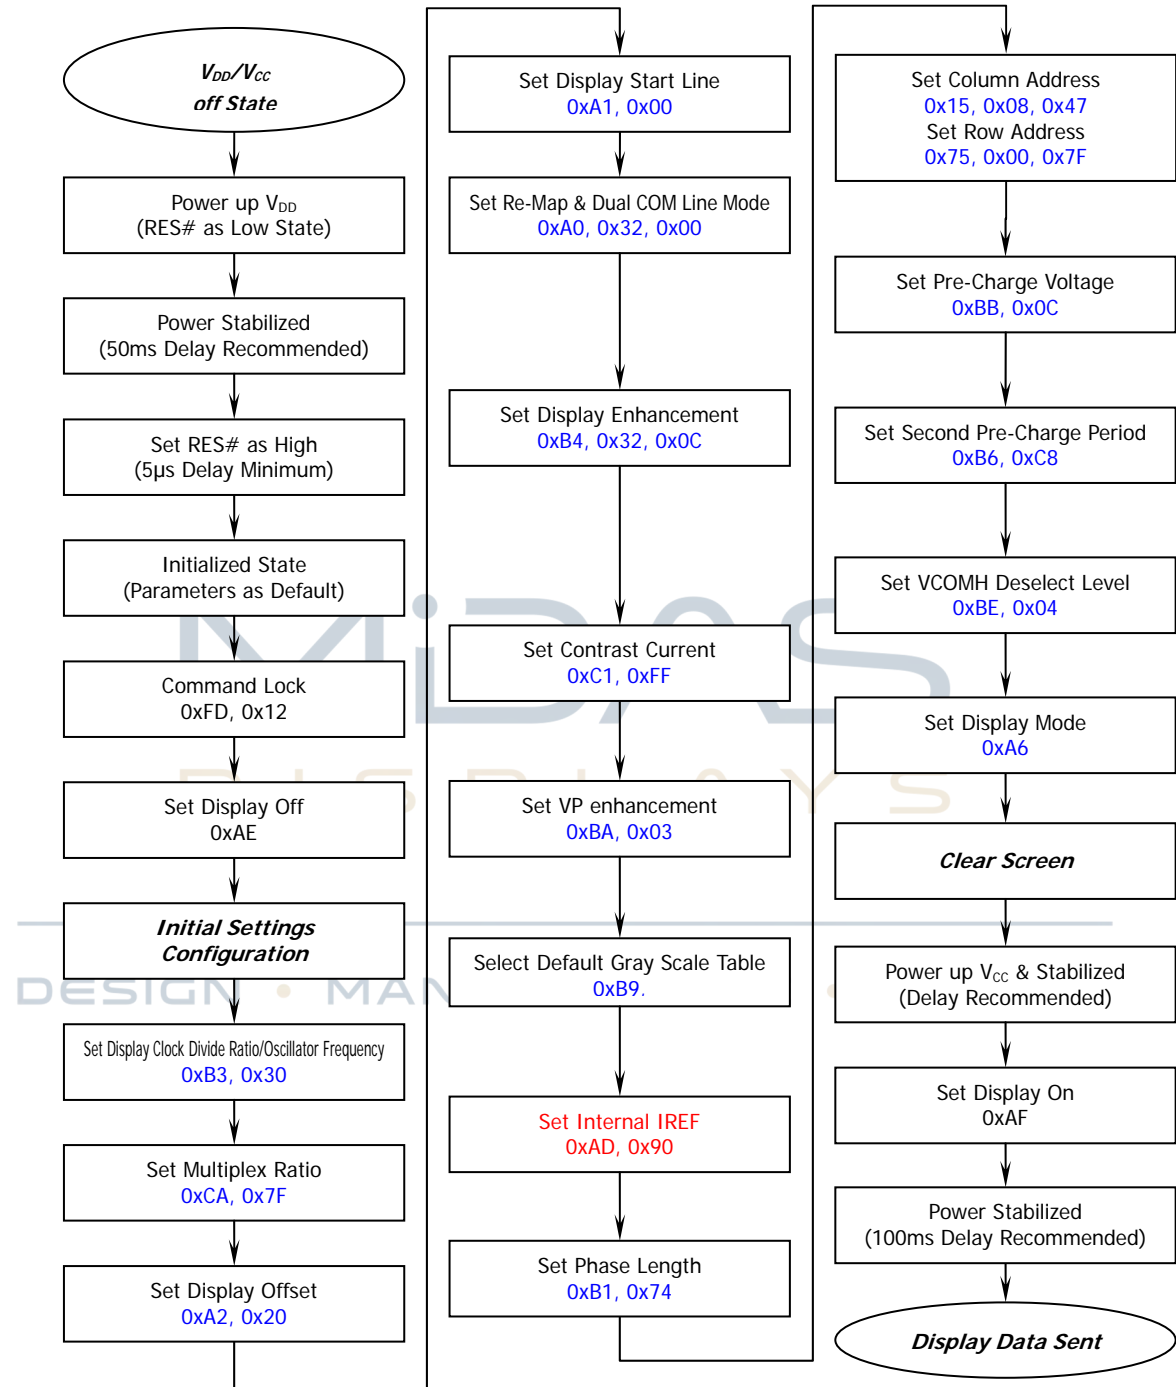 VDD/VCC
off State
Power up VDD
(RES# as Low State)
Power Stabilized
(50ms Delay Recommended)
Set RES# as High
(5µs Delay Minimum)
Initialized State
(Parameters as Default)
Command Lock
0xFD, 0x12
Set Display Off
0xAE
Initial Settings
Configuration
Set Display Clock Divide Ratio/Oscillator Frequency
0xB3, 0x30
Set Multiplex Ratio
0xCA, 0x7F
Set Display Offset
0xA2, 0x20
Set Display Start Line
0xA1, 0x00
Set Re-Map & Dual COM Line Mode
0xA0, 0x32, 0x00
Set Display Enhancement
0xB4, 0x32, 0x0C
Set Contrast Current
0xC1, 0xFF
Set VP enhancement
0xBA, 0x03
Select Default Gray Scale Table
0xB9.
Set Internal IREF
0xAD, 0x90
Set Phase Length
0xB1, 0x74
Set Column Address
0x15, 0x08, 0x47
Set Row Address
0x75, 0x00, 0x7F
Set Pre-Charge Voltage
0xBB, 0x0C
Set Second Pre-Charge Period
0xB6, 0xC8
Set VCOMH Deselect Level
0xBE, 0x04
Set Display Mode
0xA6
Clear Screen
Power up VCC & Stabilized
(Delay Recommended)
Set Display On
0xAF
Power Stabilized
(100ms Delay Recommended)
Display Data Sent
MiDAS
DISPLAYS
DESIGN • MAN